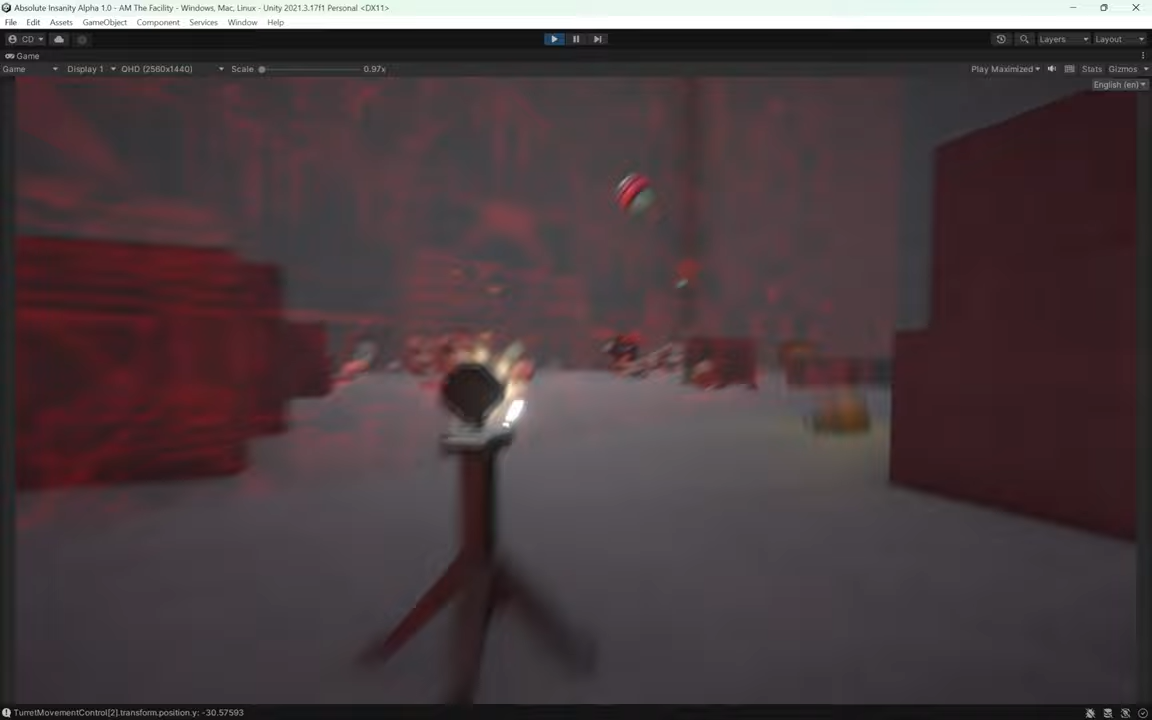 Absolute Insanity Alpha 1.0 - AM The Facility - Windows, Mac, Linux - Unity 2021.3.17f1 Personal <DX11>
File Edit Assets GameObject Component Services Window Help
CD Layers Layout
Game
Game Display 1 QHD (2560x1440) Scale 0.97x Play Maximized Stats Gizmos
English (en)
TurretMovementControl[2].transform.position.y: -30.57593